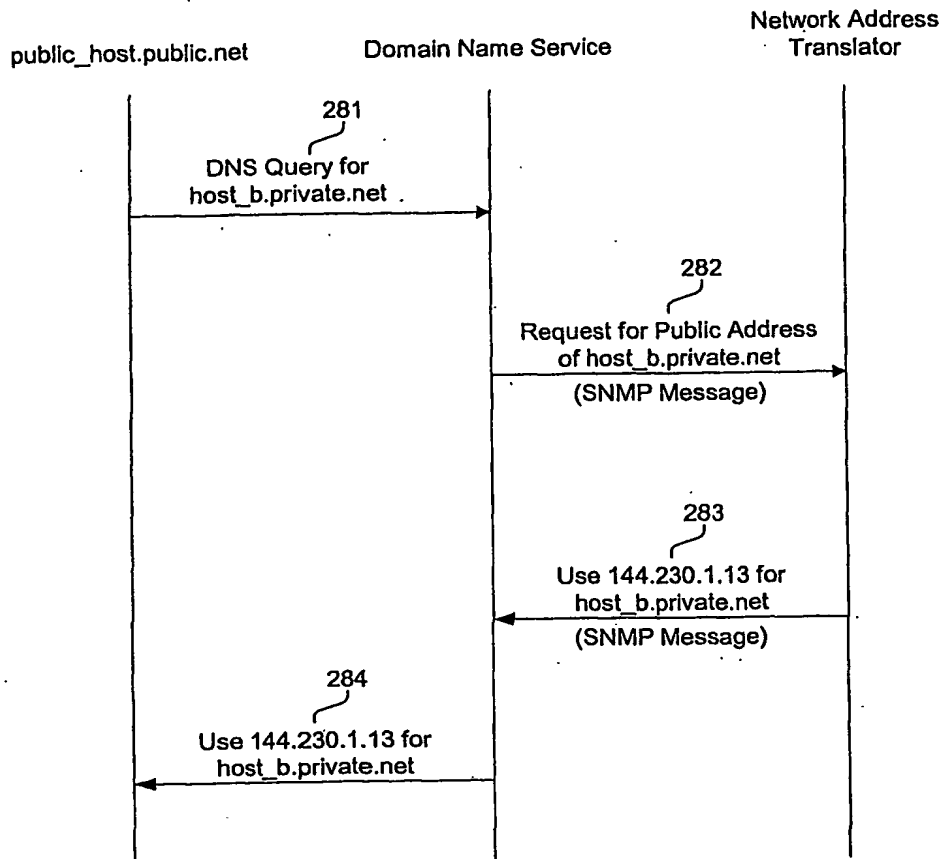 public_host.public.net
Domain Name Service
Network Address
Translator
281
DNS Query for
host_b.private.net
282
Request for Public Address
of host_b.private.net
(SNMP Message)
283
Use 144.230.1.13 for
host_b.private.net
(SNMP Message)
284
Use 144.230.1.13 for
host_b.private.net